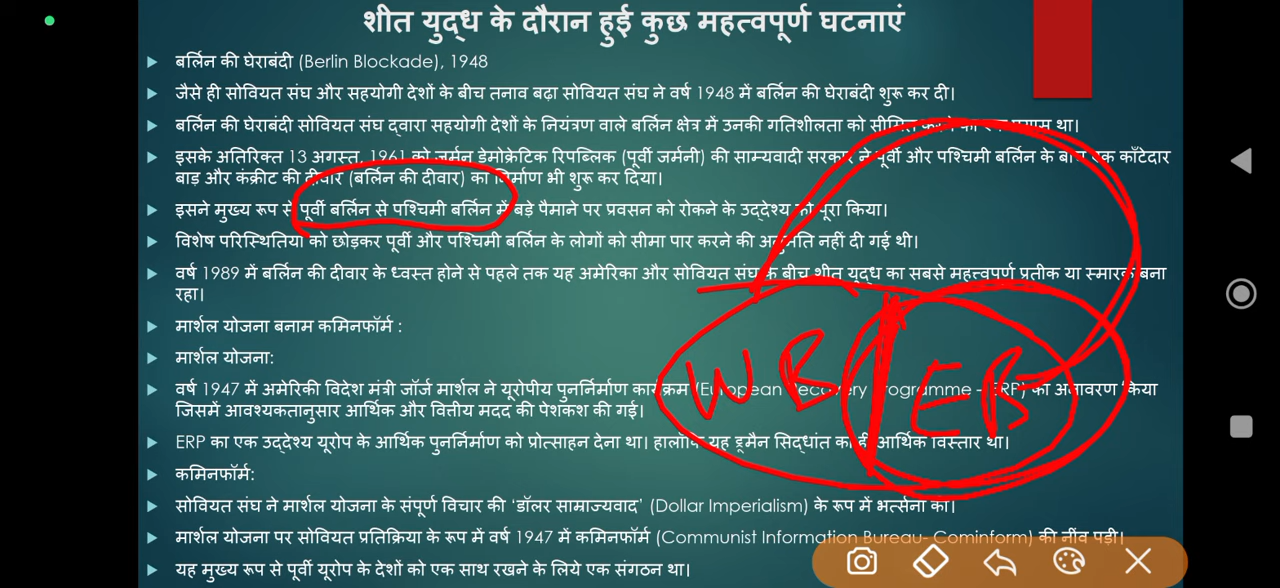 शीत युद्ध के दौरान हुई कुछ महत्वपूर्ण घटनाएं
बर्लिन की घेराबंदी (Berlin Blockade), 1948
जैसे ही सोवियत संघ और सहयोगी देशों के बीच तनाव बढ़ा सोवियत संघ ने वर्ष 1948 में बर्लिन की घेराबंदी शुरू कर दी।
बर्लिन की घेराबंदी सोवियत संघ द्वारा सहयोगी देशों के नियंत्रण वाले बर्लिन क्षेत्र में उनकी गतिशीलता को सीमित करने का एक प्रयास था।
इसके अतिरिक्त 13 अगस्त, 1961 को जर्मन डेमोक्रेटिक रिपब्लिक (पूर्वी जर्मनी) की साम्यवादी सरकार ने पूर्वी और पश्चिमी बर्लिन के बीच एक काँटेदार
बाड़ और कंक्रीट की दीवार (बर्लिन की दीवार) का निर्माण भी शुरू कर दिया।
इसने मुख्य रूप से पूर्वी बर्लिन से पश्चिमी बर्लिन में बड़े पैमाने पर प्रवसन को रोकने के उद्देश्य को पूरा किया।
विशेष परिस्थितियों को छोड़कर पूर्वी और पश्चिमी बर्लिन के लोगों को सीमा पार करने की अनुमति नहीं दी गई थी।
वर्ष 1989 में बर्लिन की दीवार के ध्वस्त होने से पहले तक यह अमेरिका और सोवियत संघ के बीच शीत युद्ध का सबसे महत्त्वपूर्ण प्रतीक या स्मारक बना
रहा।
मार्शल योजना बनाम कमिनफॉर्म :
मार्शल योजना:
वर्ष 1947 में अमेरिकी विदेश मंत्री जॉर्ज मार्शल ने यूरोपीय पुनर्निर्माण कार्यक्रम (European Recovery Programme - ERP) का अनावरण किया
जिसमें आवश्यकतानुसार आर्थिक और वित्तीय मदद की पेशकश की गई।
WB ER
ERP का एक उद्देश्य यूरोप के आर्थिक पुनर्निर्माण को प्रोत्साहन देना था। हालाँकि यह ट्रूमैन सिद्धांत का ही आर्थिक विस्तार था।
कमिनफॉर्म:
सोवियत संघ ने मार्शल योजना के संपूर्ण विचार की ‘डॉलर साम्राज्यवाद’ (Dollar Imperialism) के रूप में भर्त्सना की।
मार्शल योजना पर सोवियत प्रतिक्रिया के रूप में वर्ष 1947 में कमिनफॉर्म (Communist Information Bureau- Cominform) की नींव पड़ी।
यह मुख्य रूप से पूर्वी यूरोप के देशों को एक साथ रखने के लिये एक संगठन था।